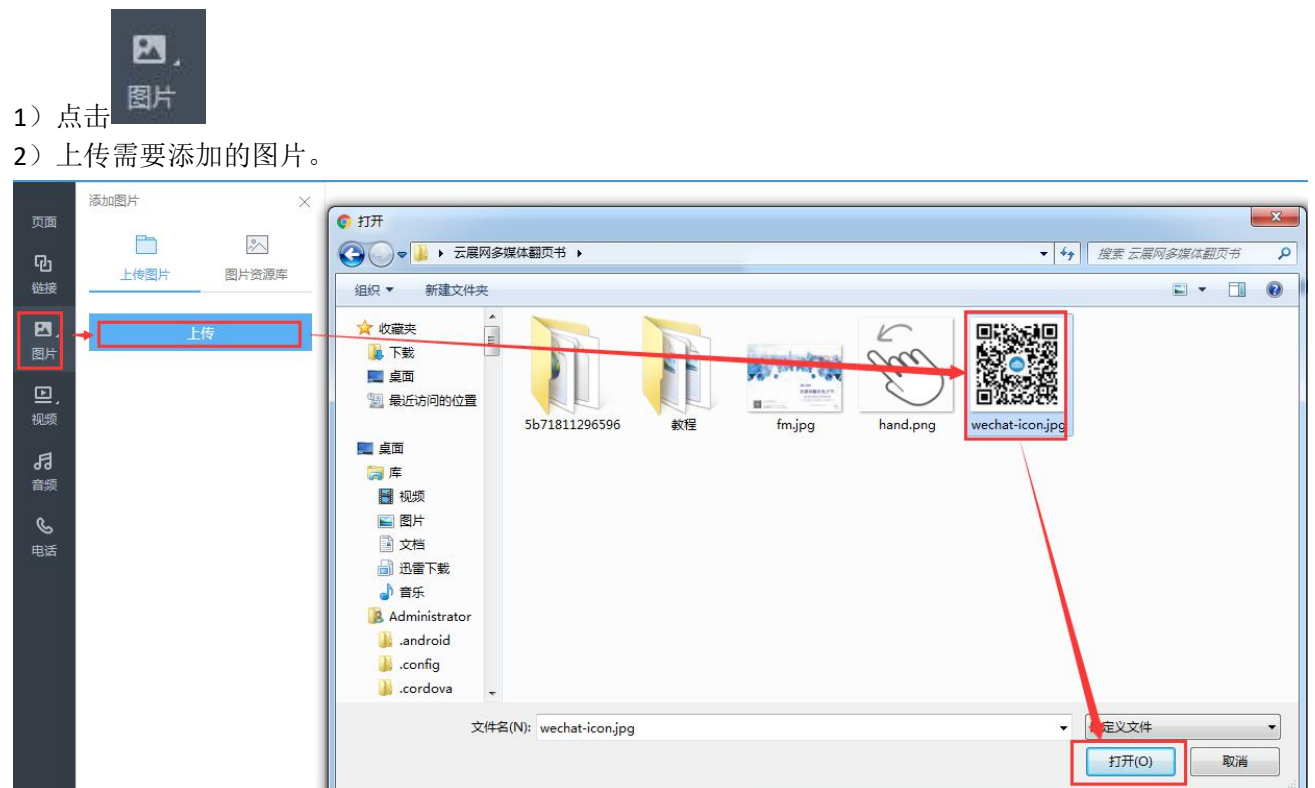 图片
1）点击
2）上传需要添加的图片。
添加图片
页面
链接
图片
视频
音频
电话
上传图片
图片资源库
上传
打开
云展网多媒体翻页书
搜索 云展网多媒体翻页书
组织
新建文件夹
收藏夹
下载
桌面
最近访问的位置
桌面
库
视频
图片
文档
迅雷下载
音乐
Administrator
.android
.config
.cordova
5b71811296596
教程
fm.jpg
hand.png
wechat-icon.jpg
文件名(N):
wechat-icon.jpg
定义文件
打开(O)
取消